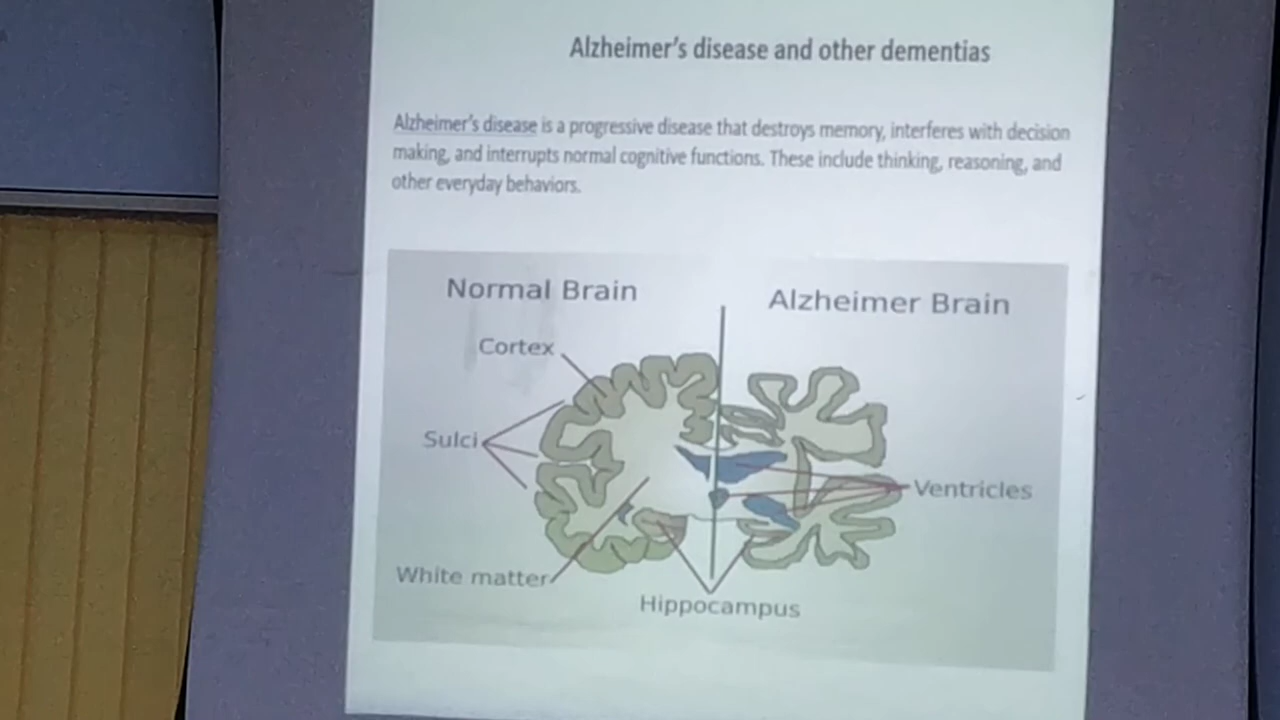 Alzheimer's disease and other dementias
Alzheimer's disease is a progressive disease that destroys memory, interferes with decision
making, and interrupts normal cognitive functions. These include thinking, reasoning, and
other everyday behaviors.
Normal Brain
Alzheimer Brain
Cortex
Sulci
Ventricles
White matter
Hippocampus